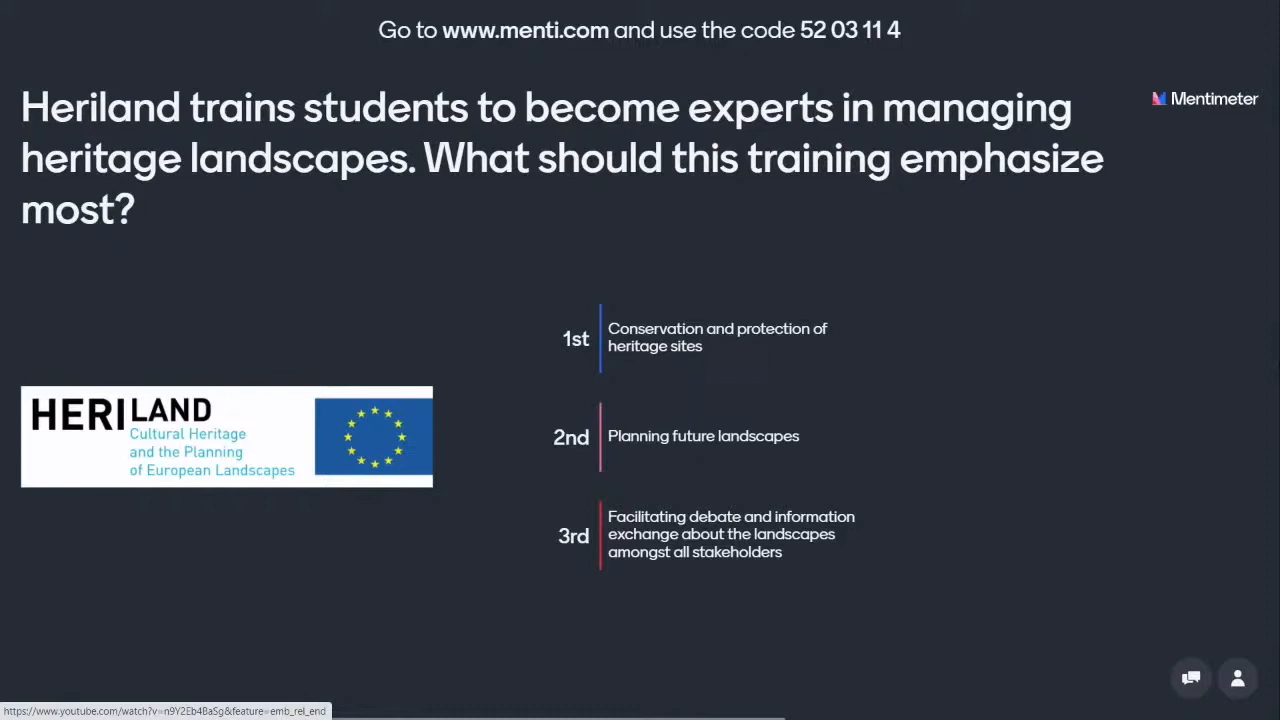 Go to www.menti.com and use the code 52 03 11 4
Heriland trains students to become experts in managing
heritage landscapes. What should this training emphasize
most?
Mentimeter
1st
Conservation and protection of
heritage sites
HERILAND
Cultural Heritage
and the Planning
of European Landscapes
2nd
Planning future landscapes
3rd
Facilitating debate and information
exchange about the landscapes
amongst all stakeholders
https://www.youtube.com/watch?v=n9Y2Eb4BaSg&feature=emb_rel_end